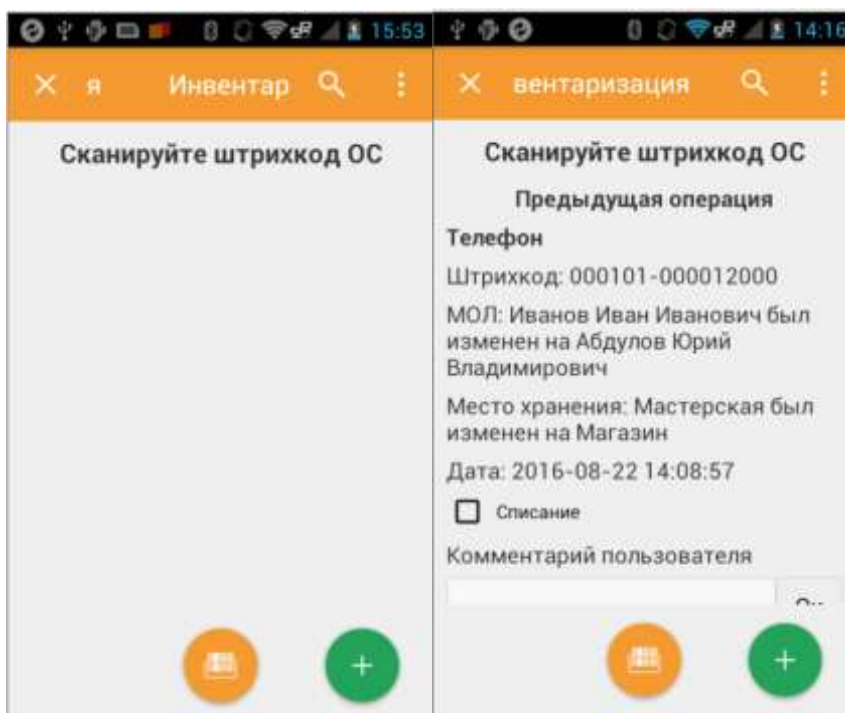 15:53
я Инвентар
Сканируйте штрихкод ОС
14:16
вентаризация
Сканируйте штрихкод ОС
Предыдущая операция
Телефон
Штрихкод: 000101-000012000
МОЛ: Иванов Иван Иванович был
изменен на Абдулов Юрий
Владимирович
Место хранения: Мастерская был
изменен на Магазин
Дата: 2016-08-22 14:08:57
Списание
Комментарий пользователя